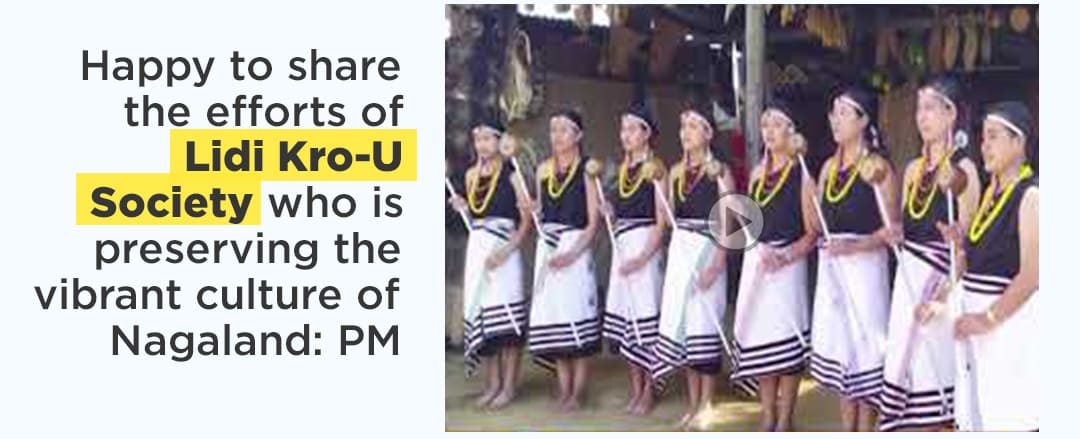 Happy to share
the efforts of
Lidi Kro-U
Society who is
preserving the
vibrant culture of
Nagaland: PM